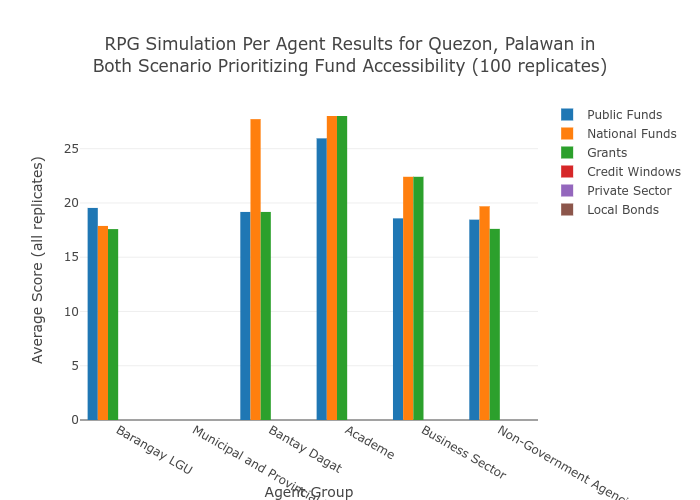 RPG Simulation Per Agent Results for Quezon, Palawan in
Both Scenario Prioritizing Fund Accessibility (100 replicates)
Public Funds
National Funds
Grants
Credit Windows
Private Sector
Local Bonds
Average Score (all replicates)
25
20
15
10
5
0
Barangay LGU
Municipal and
Bantay Dagat
Academe
Business Sector
Non-Government
Agent Group